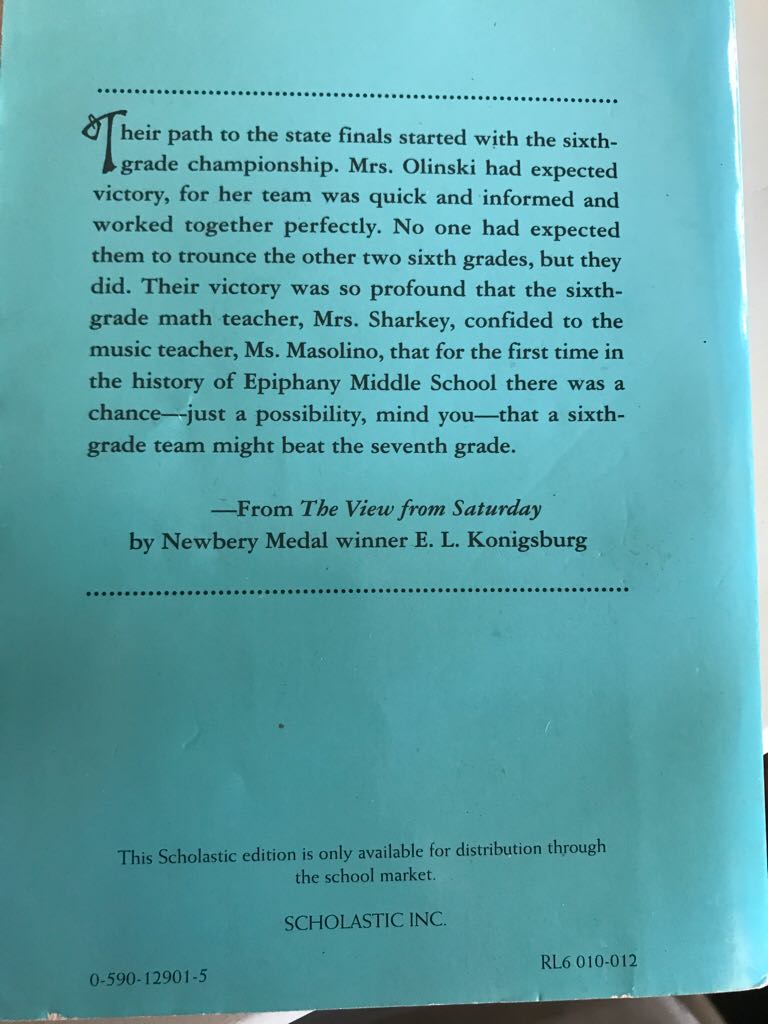 Their path to the state finals started with the sixth-
grade championship. Mrs. Olinski had expected
victory, for her team was quick and informed and
worked together perfectly. No one had expected
them to trounce the other two sixth grades, but they
did. Their victory was so profound that the sixth-
grade math teacher, Mrs. Sharkey, confided to the
music teacher, Ms. Masolino, that for the first time in
the history of Epiphany Middle School there was a
chance—just a possibility, mind you—that a sixth-
grade team might beat the seventh grade.
—From The View from Saturday
by Newbery Medal winner E. L. Konigsburg
This Scholastic edition is only available for distribution through
the school market.
SCHOLASTIC INC.
0-590-12901-5
RL6 010-012